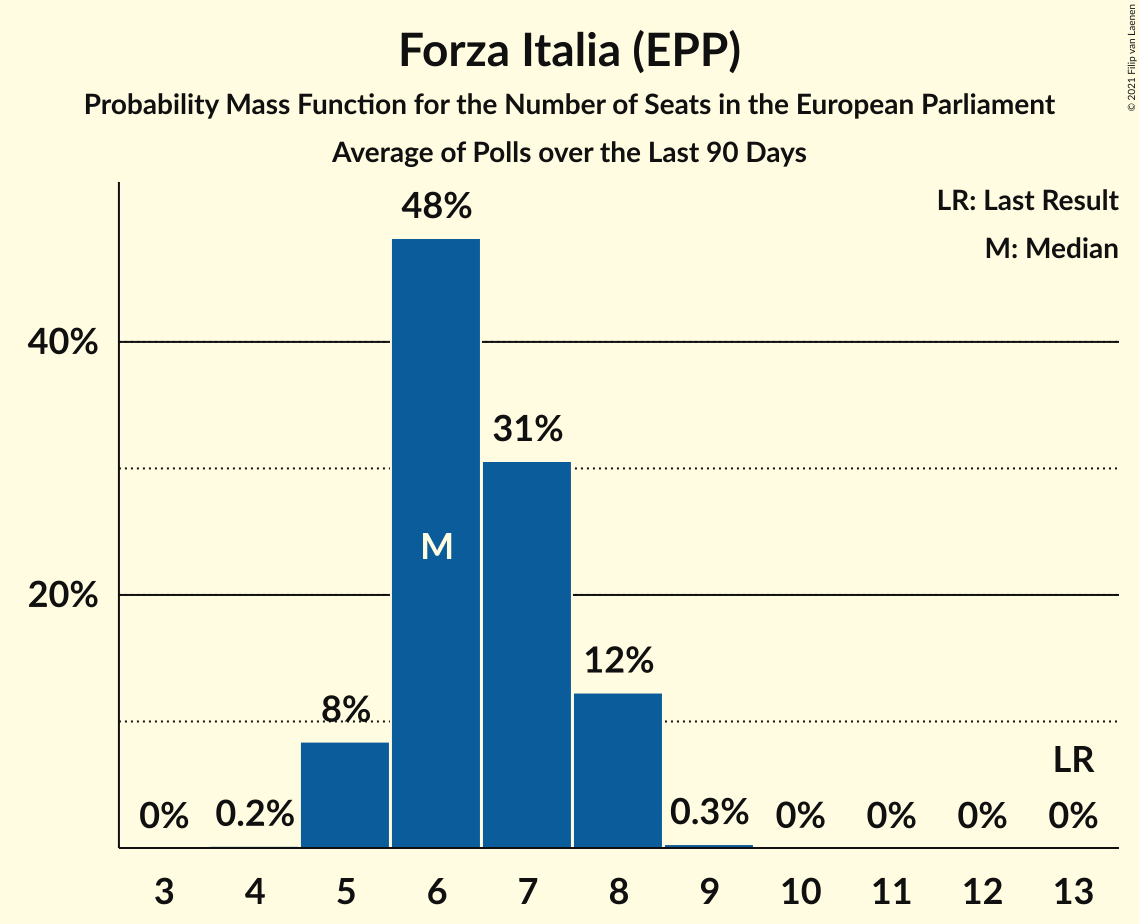 Forza Italia (EPP)
Probability Mass Function for the Number of Seats in the European Parliament
Average of Polls over the Last 90 Days
© 2021 Filip van Laenen
LR: Last Result
M: Median
48%
40%
31%
M
20%
12%
8%
LR
0% 0.2% 0.3% 0% 0% 0% 0%
3 4 5 6 7 8 9 10 11 12 13